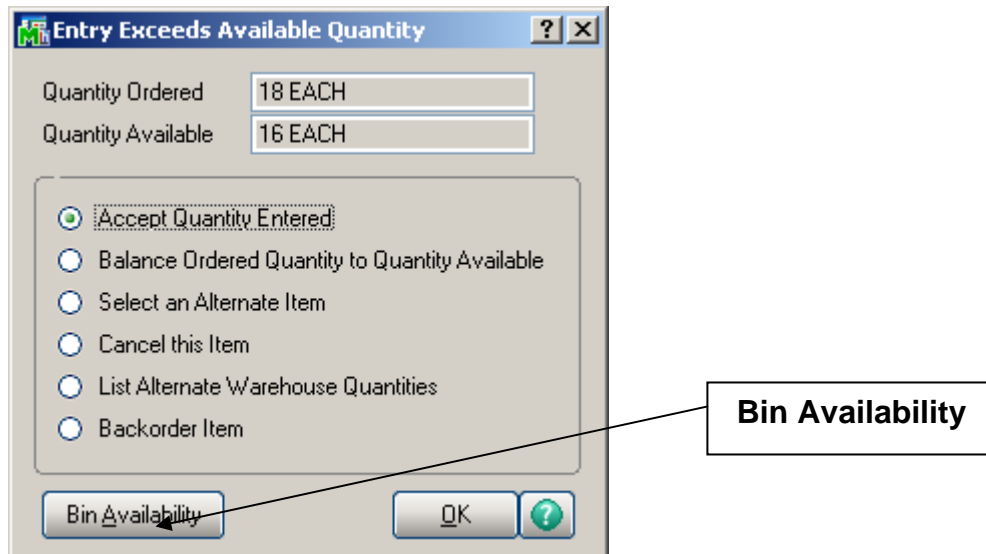 Entry Exceeds Available Quantity
Quantity Ordered 18 EACH
Quantity Available 16 EACH
Accept Quantity Entered
Balance Ordered Quantity to Quantity Available
Select an Alternate Item
Cancel this Item
List Alternate Warehouse Quantities
Backorder Item
Bin Availability
Bin Availability OK